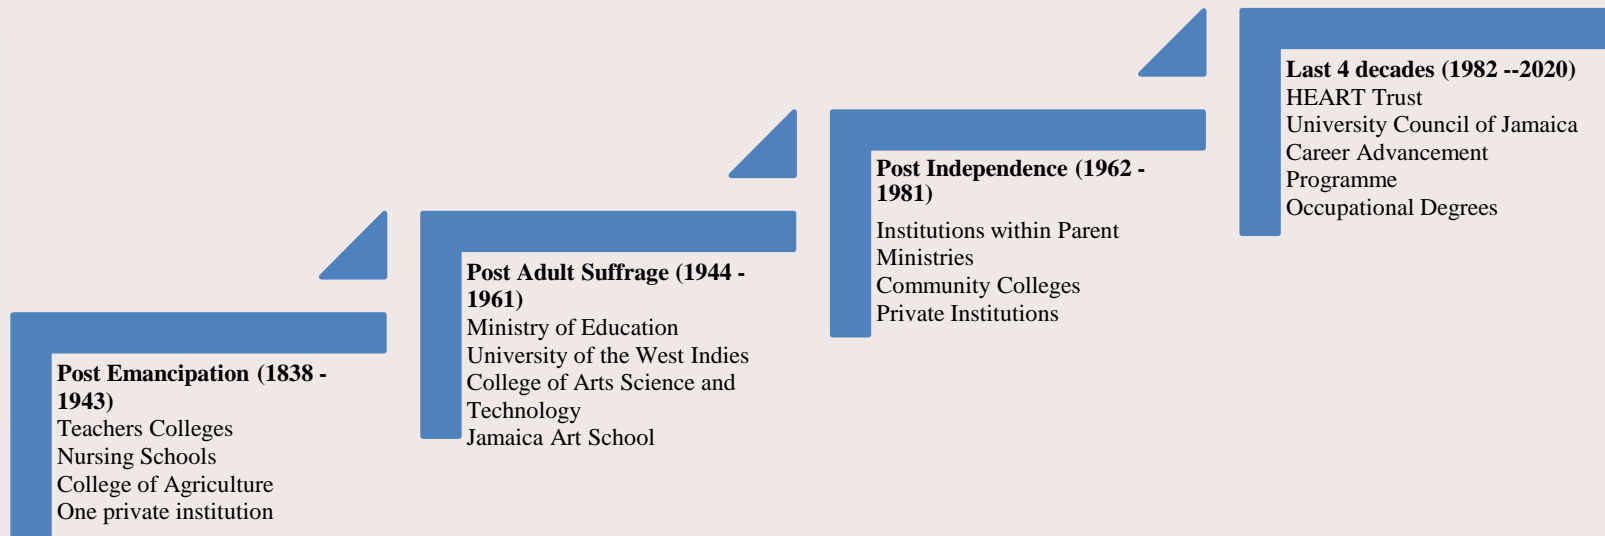 Post Emancipation (1838 -
1943)
Teachers Colleges
Nursing Schools
College of Agriculture
One private institution
Post Adult Suffrage (1944 -
1961)
Ministry of Education
University of the West Indies
College of Arts Science and
Technology
Jamaica Art School
Post Independence (1962 -
1981)
Institutions within Parent
Ministries
Community Colleges
Private Institutions
Last 4 decades (1982 --2020)
HEART Trust
University Council of Jamaica
Career Advancement
Programme
Occupational Degrees